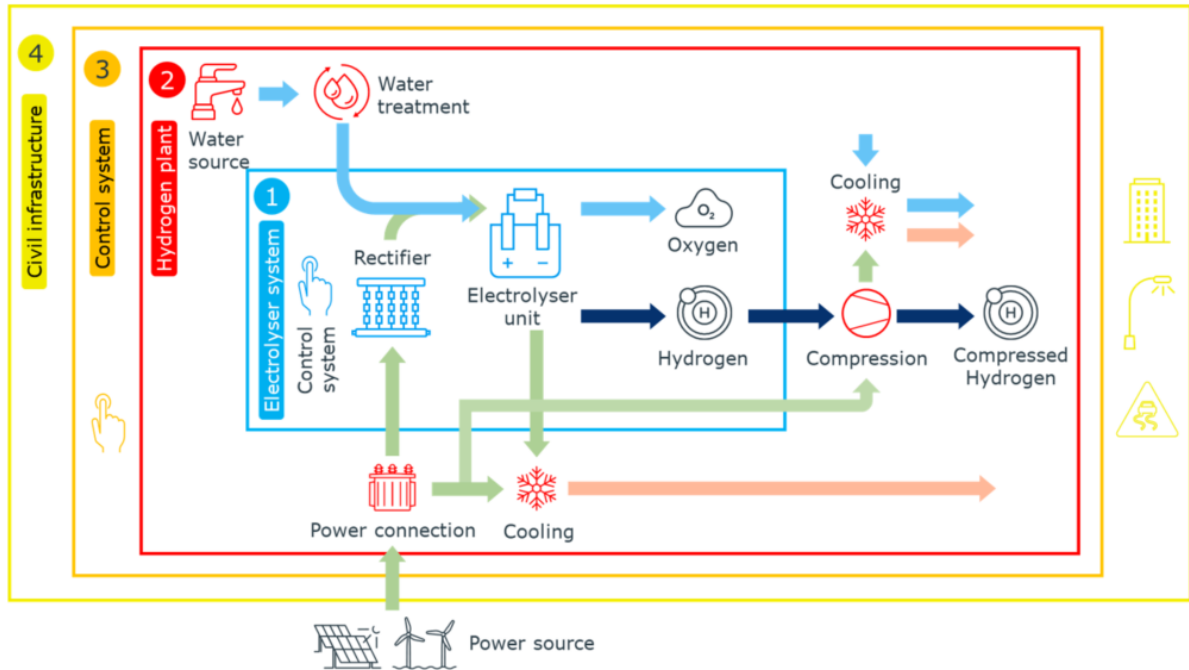 4
Civil infrastructure
3
Control system
2
Hydrogen plant
Water
source
Water
treatment
1
Electrolyser system
Control
system
Rectifier
+ −
Electrolyser
unit
O₂
Oxygen
H
Hydrogen
Cooling
Compression
H
Compressed
Hydrogen
Power connection
Cooling
Power source